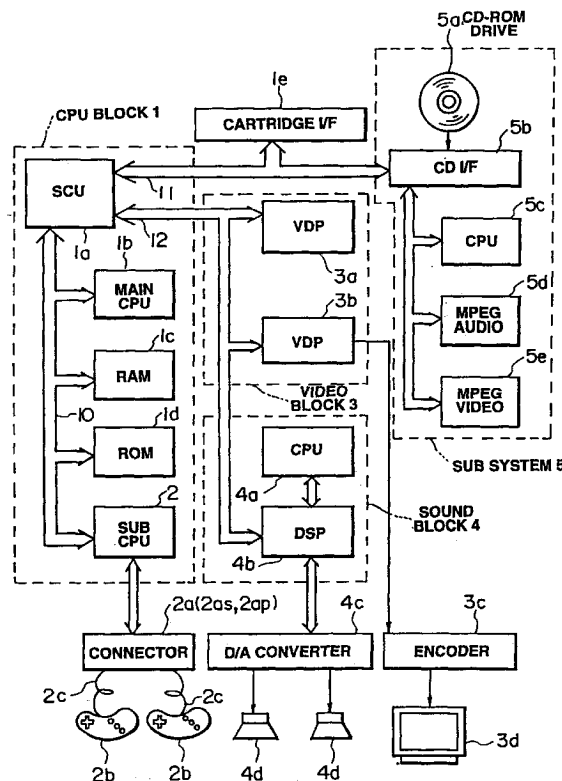 5a
CD-ROM
DRIVE
1e
CPU BLOCK 1
CARTRIDGE I/F
5b
SCU
11
CD I/F
12
1a
5c
1b
VDP
CPU
MAIN
CPU
3a
3b
5d
1c
VDP
MPEG
AUDIO
RAM
5e
10
1d
VIDEO
BLOCK 3
MPEG
VIDEO
ROM
CPU
2
4a
SUB SYSTEM 5
SUB
CPU
DSP
SOUND
BLOCK 4
4b
2a(2as,2ap)
4c
3c
CONNECTOR
D/A CONVERTER
ENCODER
2c
2c
2b
2b
4d
4d
3d